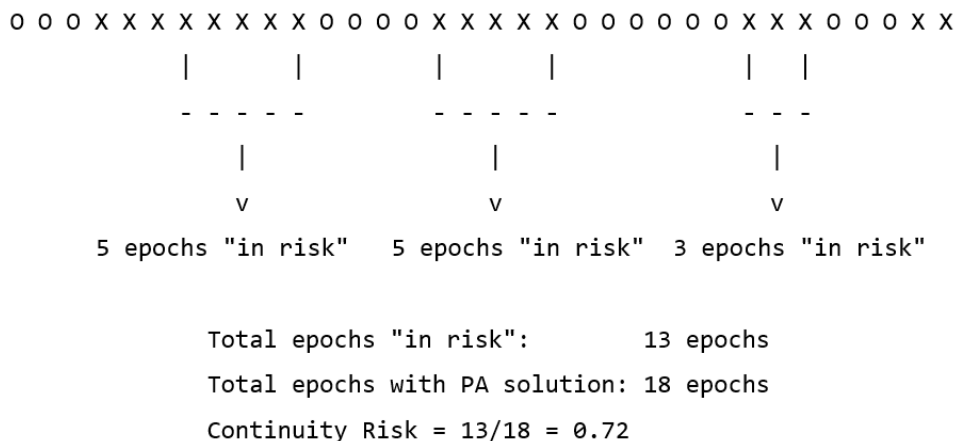 O O O X X X X X X X X O O O O X X X X X O O O O O O X X X O O O X X
| | | | | |
- - - - - - - - - - - - -
| | |
v v v
5 epochs "in risk" 5 epochs "in risk" 3 epochs "in risk"
Total epochs "in risk": 13 epochs
Total epochs with PA solution: 18 epochs
Continuity Risk = 13/18 = 0.72